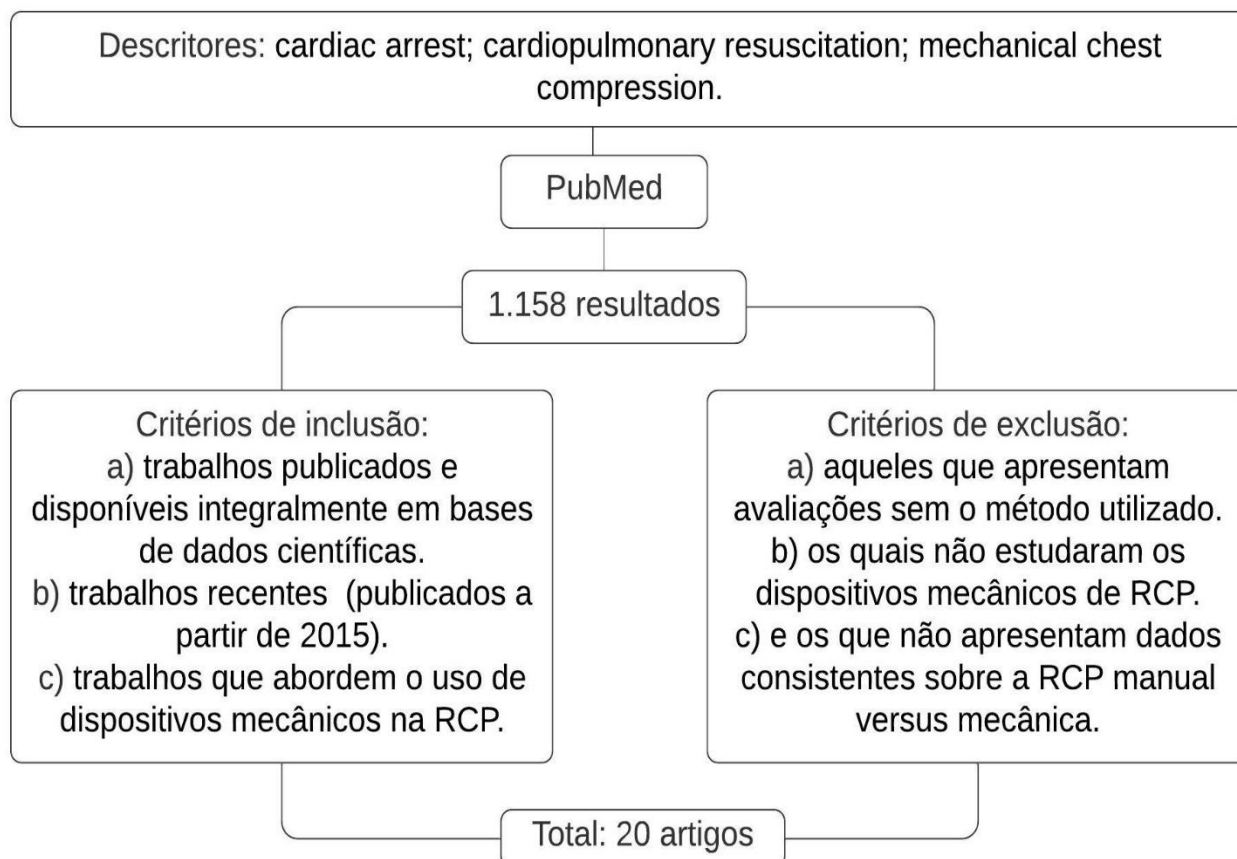 Descritores: cardiac arrest; cardiopulmonary resuscitation; mechanical chest
compression.
PubMed
1.158 resultados
Critérios de inclusão:
a) trabalhos publicados e
disponíveis integralmente em bases
de dados científicas.
b) trabalhos recentes (publicados a
partir de 2015).
c) trabalhos que abordem o uso de
dispositivos mecânicos na RCP.
Critérios de exclusão:
a) aqueles que apresentam
avaliações sem o método utilizado.
b) os quais não estudaram os
dispositivos mecânicos de RCP.
c) e os que não apresentam dados
consistentes sobre a RCP manual
versus mecânica.
Total: 20 artigos